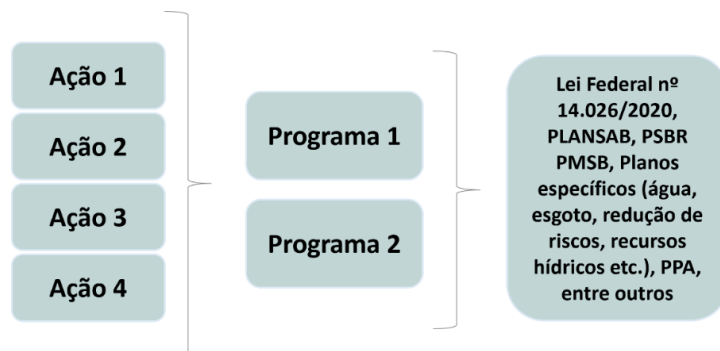 Ação 1
Ação 2
Ação 3
Ação 4
Programa 1
Programa 2
Lei Federal nº
14.026/2020,
PLANSAB, PSBR
PMSB, Planos
específicos (água,
esgoto, redução de
riscos, recursos
hídricos etc.), PPA,
entre outros